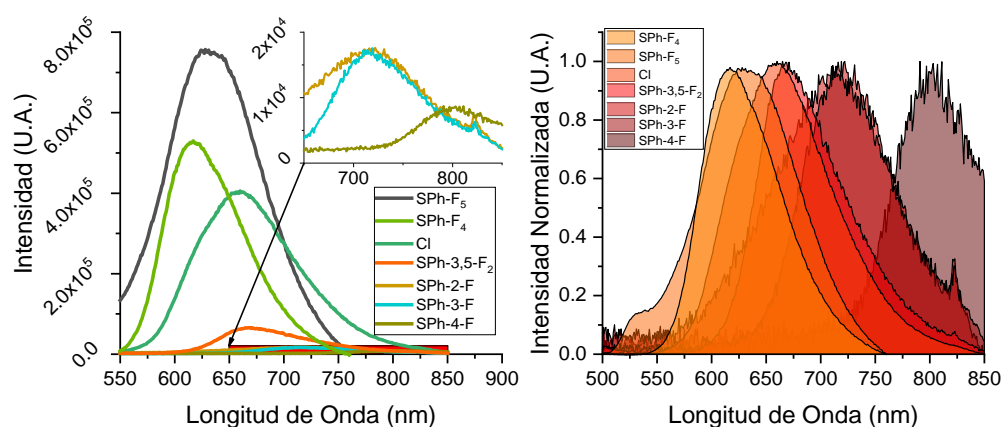 8.0x10⁵
6.0x10⁵
4.0x10⁵
2.0x10⁵
0.0
Intensidad (U.A.)
550 600 650 700 750 800 850 900
Longitud de Onda (nm)
2x10⁴
1x10⁴
0
700 800
SPh-F₅
SPh-F₄
Cl
SPh-3,5-F₂
SPh-2-F
SPh-3-F
SPh-4-F
1.0
0.8
0.6
0.4
0.2
0.0
Intensidad Normalizada (U.A.)
500 550 600 650 700 750 800 850
Longitud de Onda (nm)
SPh-F₄
SPh-F₅
Cl
SPh-3,5-F₂
SPh-2-F
SPh-3-F
SPh-4-F